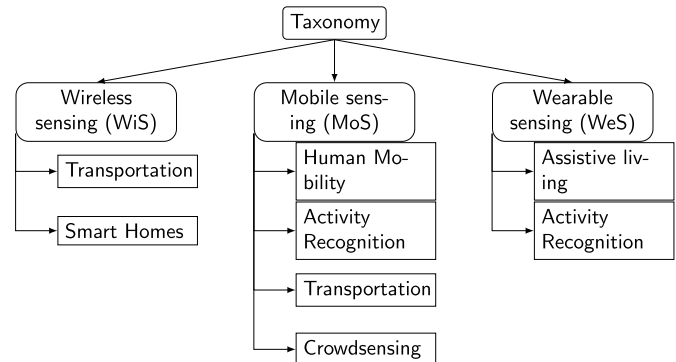 Taxonomy
Wireless
sensing (WiS)
Transportation
Smart Homes
Mobile sens-
ing (MoS)
Human Mo-
bility
Activity
Recognition
Transportation
Crowdsensing
Wearable
sensing (WeS)
Assistive liv-
ing
Activity
Recognition